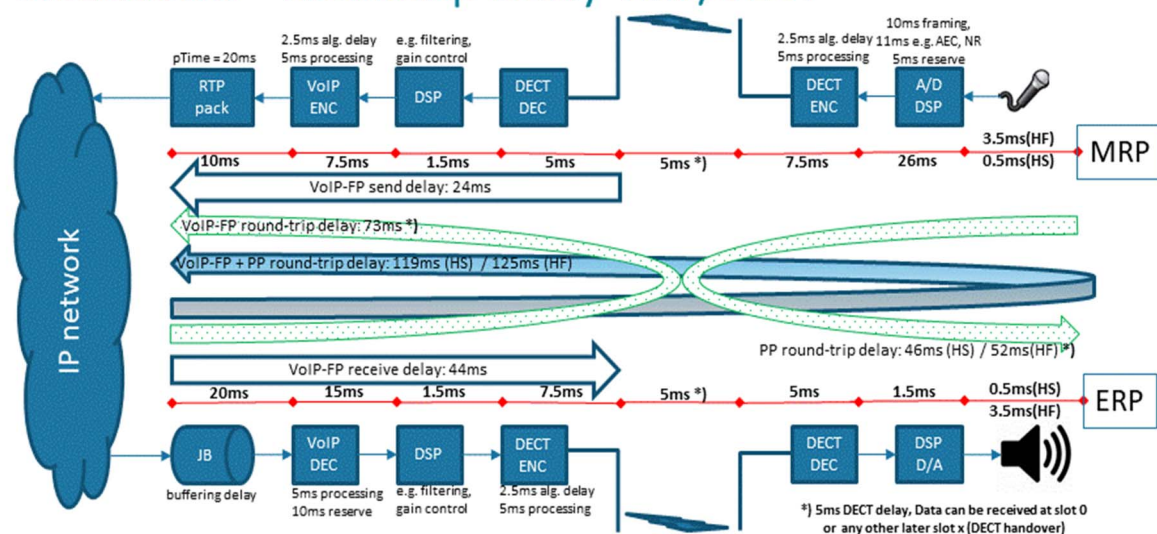 10ms framing,
2.5ms alg. delay
e.g. filtering,
2.5ms alg. delay
11ms e.g. AEC, NR
pTime = 20ms
5ms processing
gain control
5ms processing
5ms reserve
RTP
pack
VoIP
ENC
DSP
DECT
DEC
DECT
ENC
A/D
DSP
10ms
7.5ms
1.5ms
5ms
5ms *)
7.5ms
26ms
3.5ms(HF)
0.5ms(HS)
MRP
VoIP-FP send delay: 24ms
VoIP-FP round-trip delay: 73ms *)
VoIP-FP + PP round-trip delay: 119ms (HS) / 125ms (HF)
IP network
PP round-trip delay: 46ms (HS) / 52ms(HF) *)
VoIP-FP receive delay: 44ms
20ms
15ms
1.5ms
7.5ms
5ms *)
5ms
1.5ms
0.5ms(HS)
3.5ms(HF)
ERP
JB
VoIP
DEC
DSP
DECT
ENC
DECT
DEC
DSP
D/A
buffering delay
5ms processing
10ms reserve
e.g. filtering,
gain control
2.5ms alg. delay
5ms processing
*) 5ms DECT delay, Data can be received at slot 0
or any other later slot x (DECT handover)